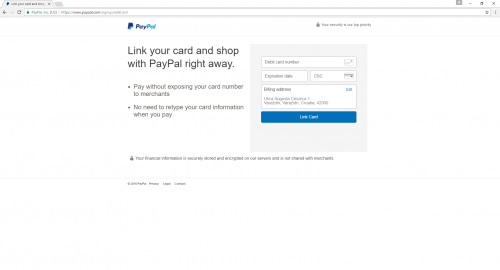 Link your card and shop
PayPal, Inc. [US] https://www.paypal.com
PayPal
Your security is our top priority
Link your card and shop
with PayPal right away.
Pay without exposing your card number
to merchants
No need to retype your card information
when you pay
Debit card number
Expiration date
CSC
Billing address
Edit
Ulica Augusta Cesarca 1
Varaždin, Varaždin, Croatia, 42000
Link Card
Your financial information is securely stored and encrypted on our servers and is not shared with merchants.
© 2016 PayPal Privacy Legal Contact